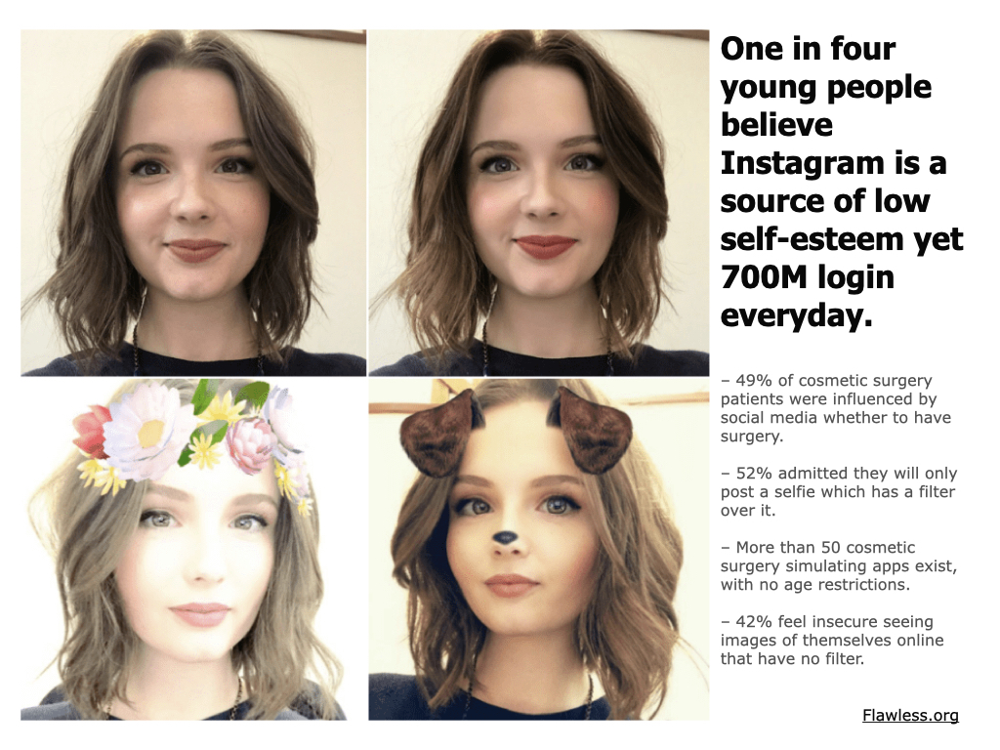 One in four
young people
believe
Instagram is a
source of low
self-esteem yet
700M login
everyday.
– 49% of cosmetic surgery
patients were influenced by
social media whether to have
surgery.
– 52% admitted they will only
post a selfie which has a filter
over it.
– More than 50 cosmetic
surgery simulating apps exist,
with no age restrictions.
– 42% feel insecure seeing
images of themselves online
that have no filter.
Flawless.org